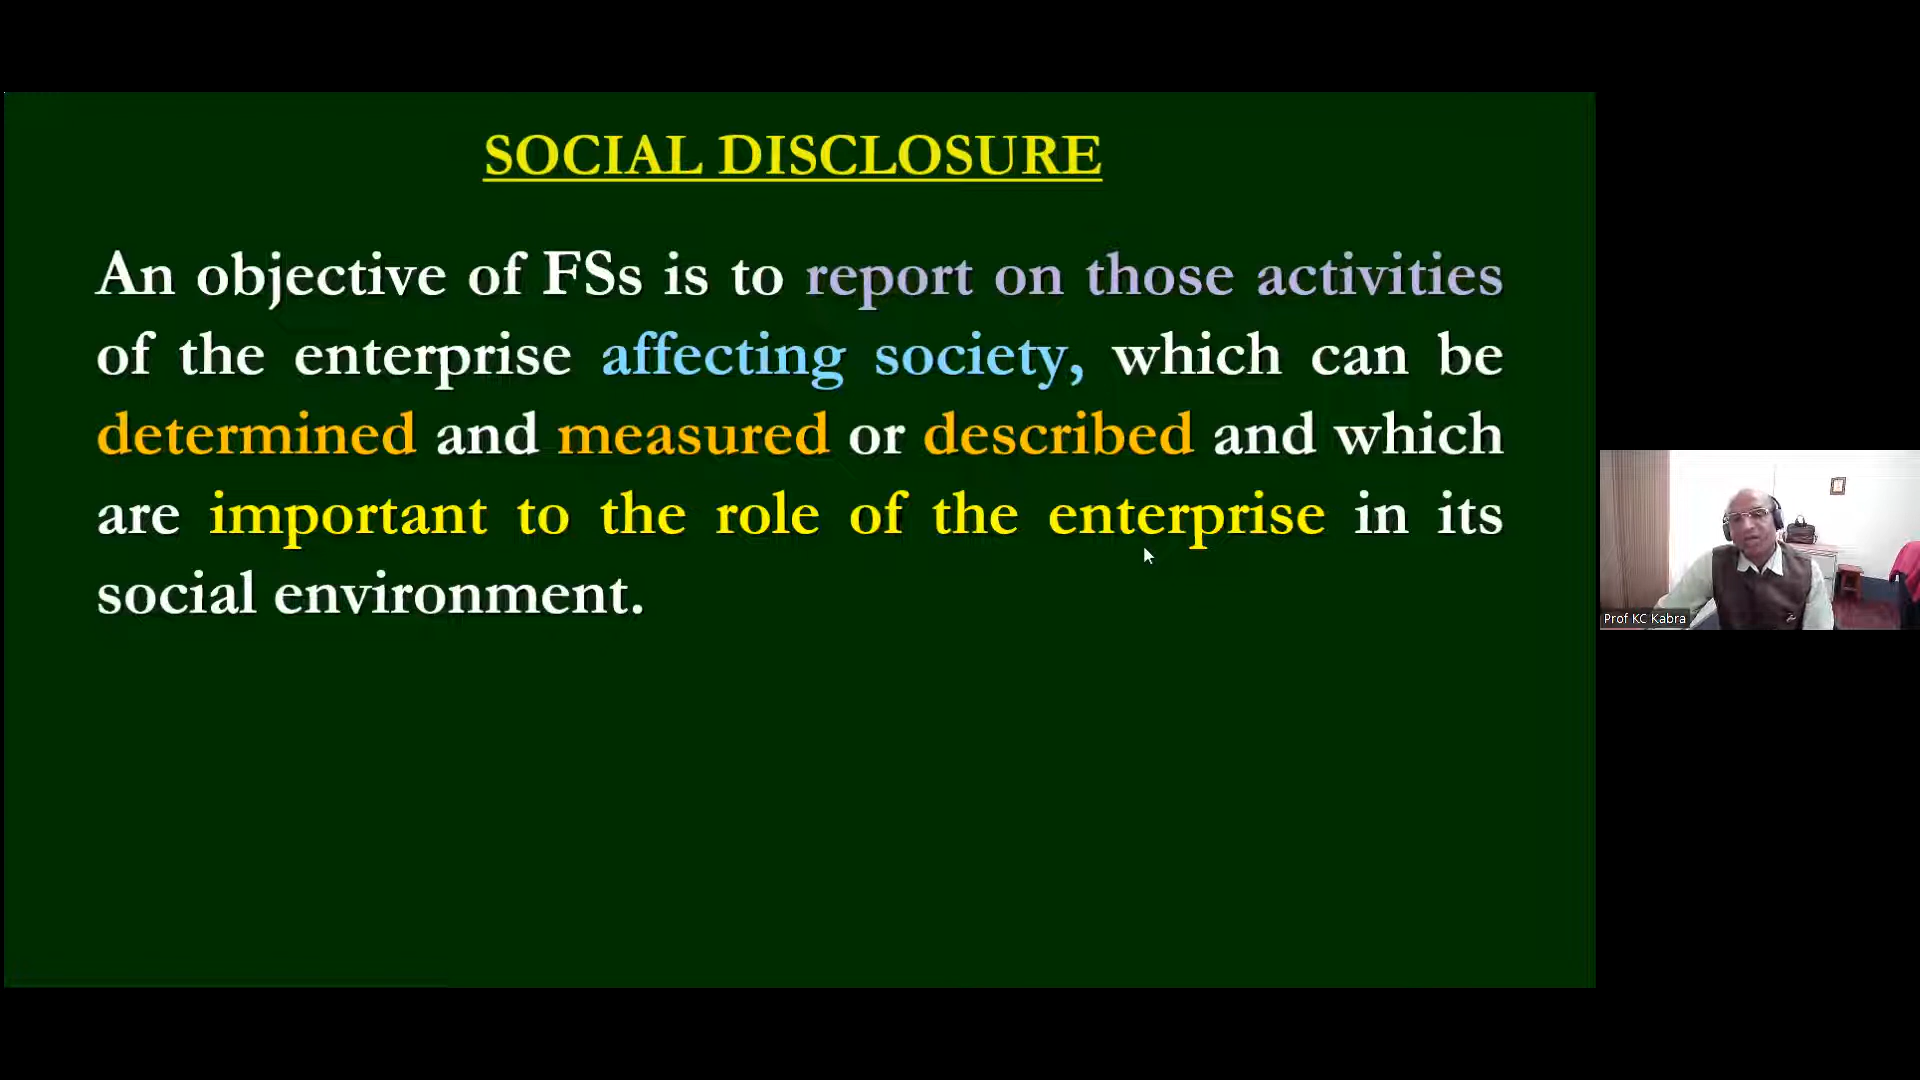 SOCIAL DISCLOSURE
An objective of FSs is to report on those activities
of the enterprise affecting society, which can be
determined and measured or described and which
are important to the role of the enterprise in its
social environment.
Prof KC Kabra